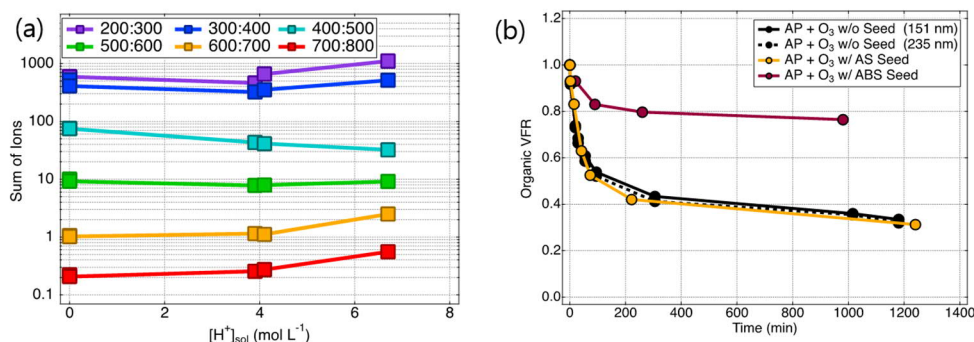 (a)
200:300 300:400 400:500
500:600 600:700 700:800
1000
100
10
1
0.1
Sum of Ions
0 2 4 6 8
[H⁺]sol (mol L⁻¹)
(b)
AP + O₃ w/o Seed (151 nm)
AP + O₃ w/o Seed (235 nm)
AP + O₃ w/ AS Seed
AP + O₃ w/ ABS Seed
1.0
0.8
0.6
0.4
0.2
0.0
Organic VFR
0 200 400 600 800 1000 1200 1400
Time (min)